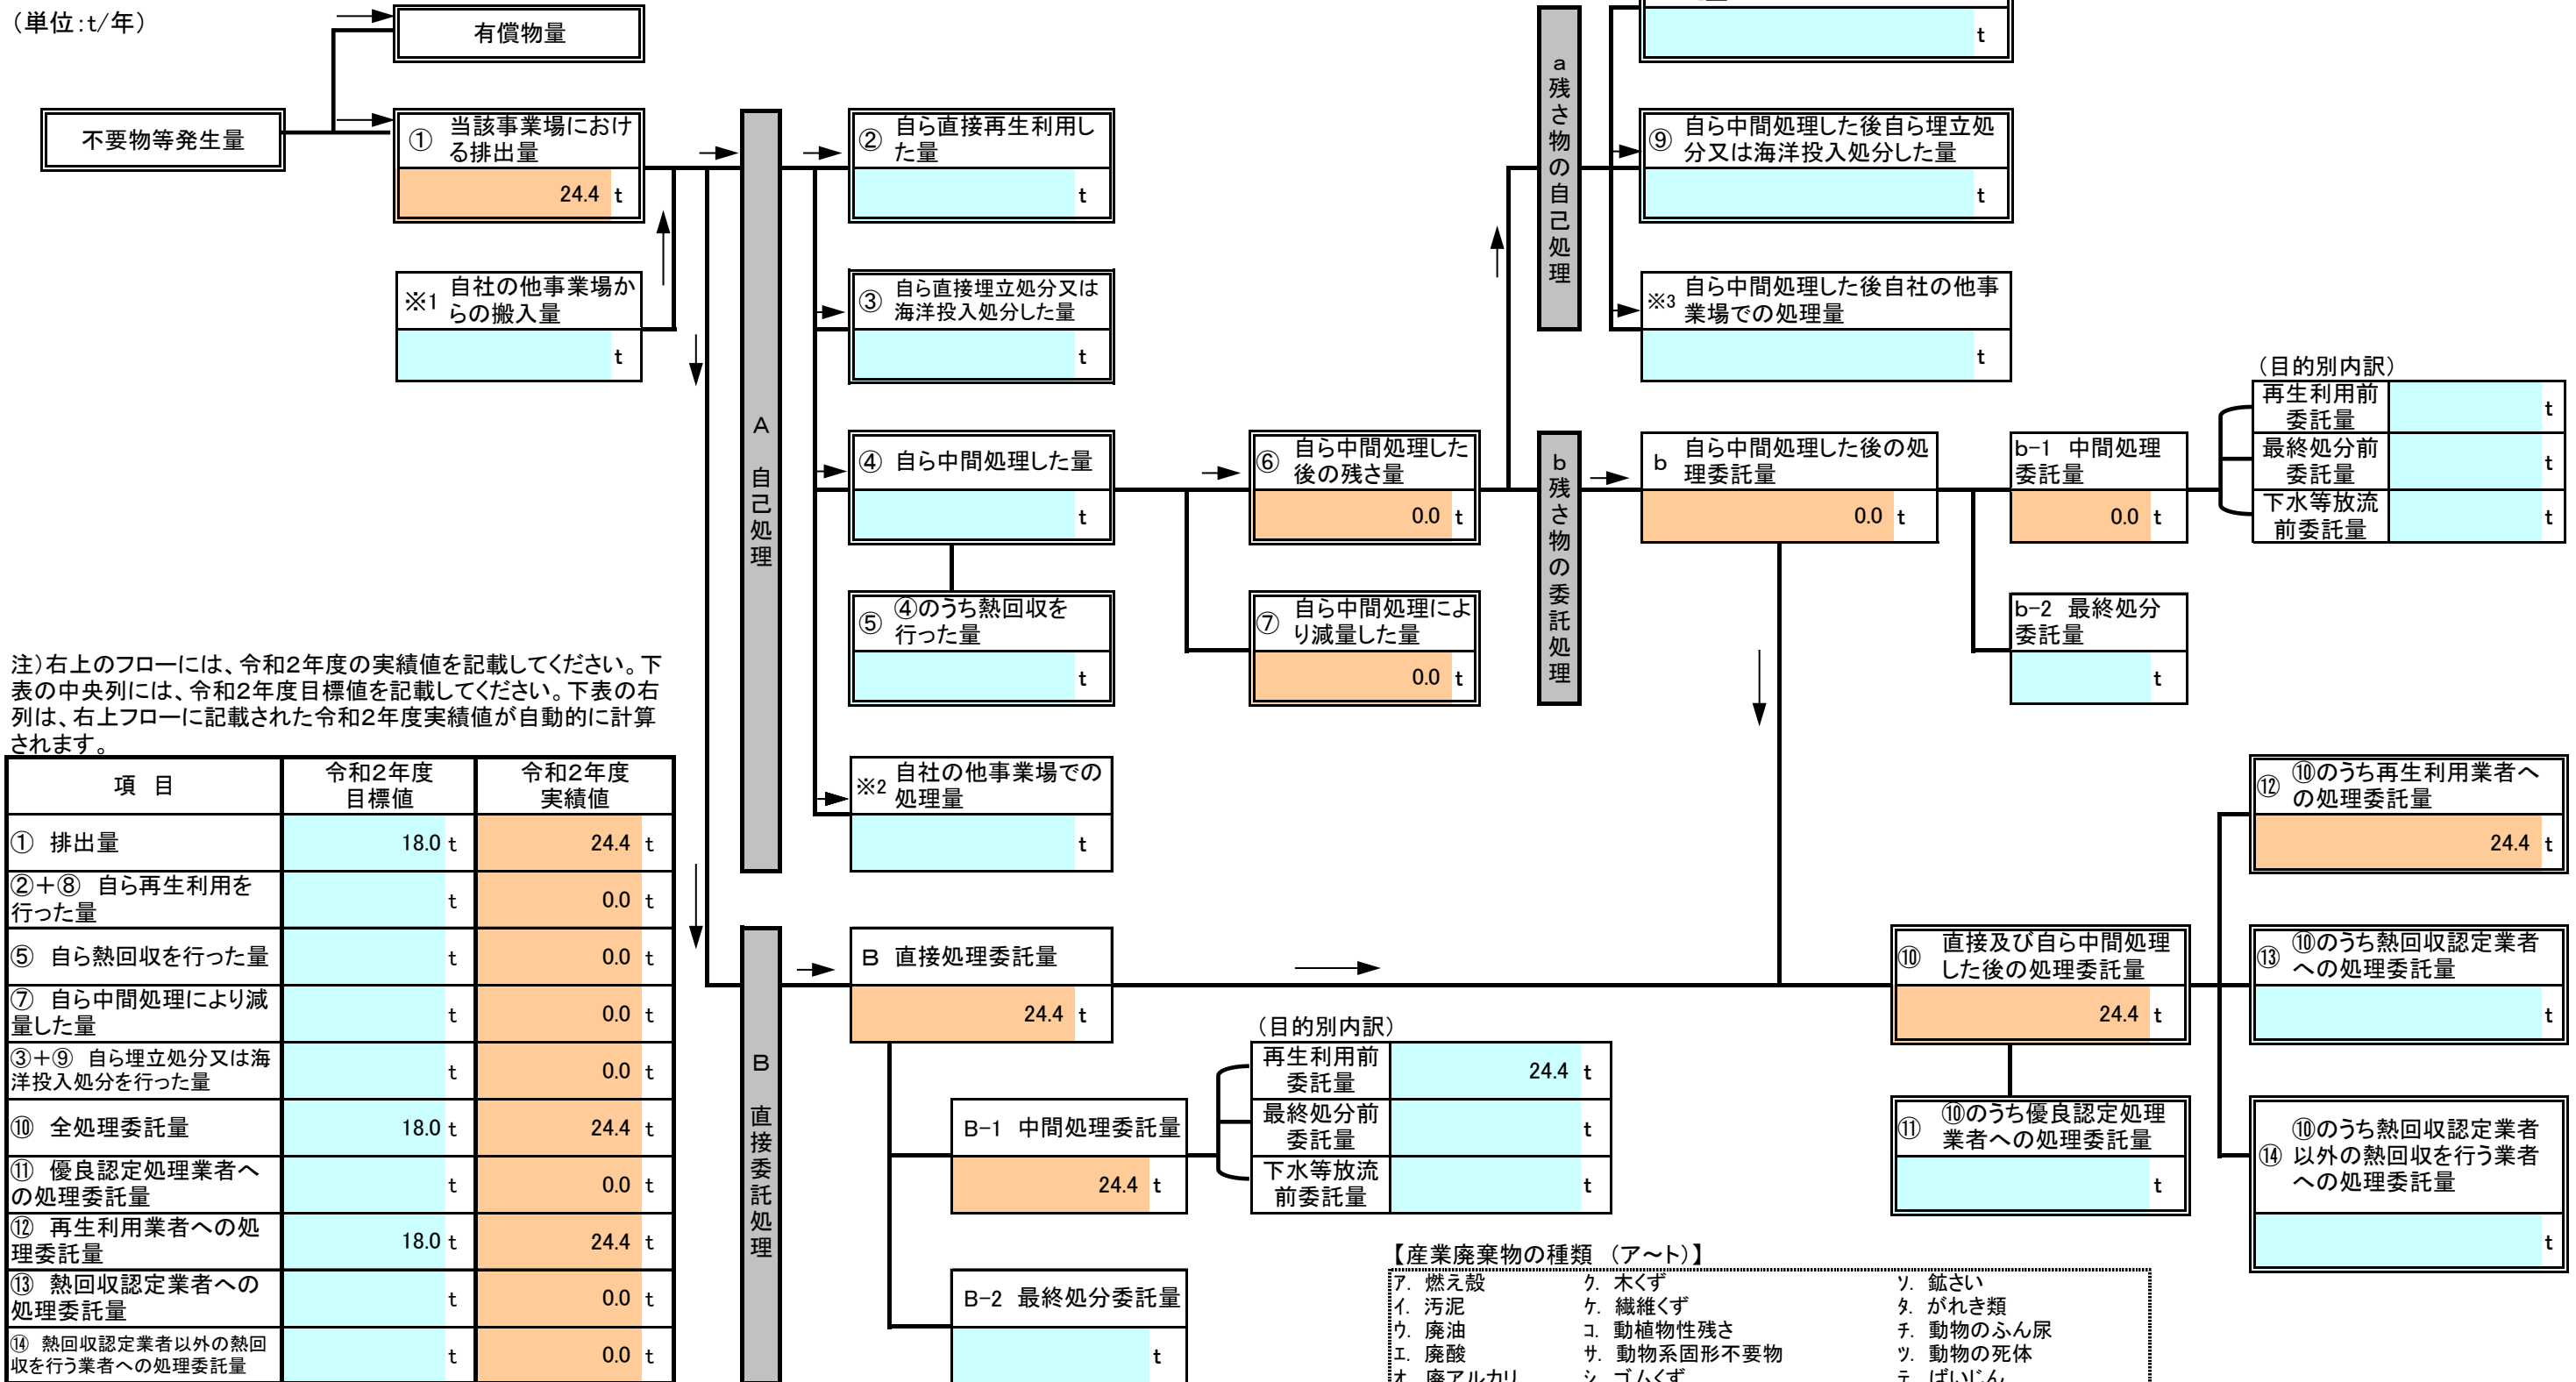 （単位:t/年）
有償物量
不要物等発生量
① 当該事業場におけ
る排出量
24.4 t
※1 自社の他事業場か
らの搬入量
t
A 自己処理
② 自ら直接再生利用し
た量
t
③ 自ら直接埋立処分又は
海洋投入処分した量
t
④ 自ら中間処理した量
t
⑤ ④のうち熱回収を
行った量
t
※2 自社の他事業場での
処理量
t
⑥ 自ら中間処理した
後の残さ量
0.0 t
⑦ 自ら中間処理によ
り減量した量
0.0 t
a 残さ物の自己処理
t
⑨ 自ら中間処理した後自ら埋立処
分又は海洋投入処分した量
t
※3 自ら中間処理した後自社の他事
業場での処理量
t
b 残さ物の委託処理
b 自ら中間処理した後の処
理委託量
0.0 t
b-1 中間処理
委託量
0.0 t
（目的別内訳）
再生利用前
委託量
t
最終処分前
委託量
t
下水等放流
前委託量
t
b-2 最終処分
委託量
t
注）右上のフローには、令和2年度の実績値を記載してください。下
表の中央列には、令和2年度目標値を記載してください。下表の右
列は、右上フローに記載された令和2年度実績値が自動的に計算
されます。
項 目 令和2年度 目標値 令和2年度 実績値
① 排出量 18.0 t 24.4 t
②＋⑧ 自ら再生利用を
行った量 t 0.0 t
⑤ 自ら熱回収を行った量 t 0.0 t
⑦ 自ら中間処理により減
量した量 t 0.0 t
③＋⑨ 自ら埋立処分又は海
洋投入処分を行った量 t 0.0 t
⑩ 全処理委託量 18.0 t 24.4 t
⑪ 優良認定処理業者へ
の処理委託量 t 0.0 t
⑫ 再生利用業者への処
理委託量 18.0 t 24.4 t
⑬ 熱回収認定業者への
処理委託量 t 0.0 t
⑭ 熱回収認定業者以外の熱回
収を行う業者への処理委託量 t 0.0 t
B 直接委託処理
B 直接処理委託量
24.4 t
B-1 中間処理委託量
24.4 t
（目的別内訳）
再生利用前
委託量
24.4 t
最終処分前
委託量
t
下水等放流
前委託量
t
B-2 最終処分委託量
t
⑩ 直接及び自ら中間処理
した後の処理委託量
24.4 t
⑪ ⑩のうち優良認定処理
業者への処理委託量
t
⑫ ⑩のうち再生利用業者へ
の処理委託量
24.4 t
⑬ ⑩のうち熱回収認定業者
への処理委託量
t
⑭ ⑩のうち熱回収認定業者
以外の熱回収を行う業者
への処理委託量
t
【産業廃棄物の種類 （ア～ト）】
ア. 燃え殻 ク. 木くず ソ. 鉱さい
イ. 汚泥 ケ. 繊維くず タ. がれき類
ウ. 廃油 コ. 動植物性残さ チ. 動物のふん尿
エ. 廃酸 サ. 動物系固形不要物 ツ. 動物の死体
オ. 廃アルカリ シ. ゴムくず テ. ばいじん